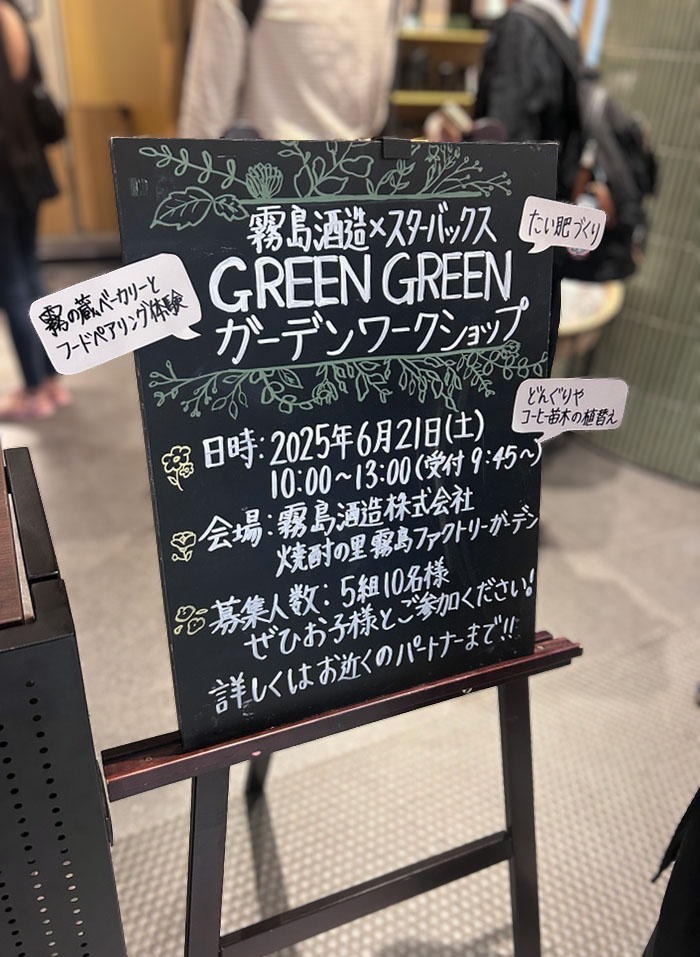 霧島酒造×スターバックス
GREEN GREEN
ガーデンワークショップ
たい肥づくり
霧の蔵ベーカリーと
フードペアリング体験
どんぐりや
コーヒー苗木の植替え
日時:2025年6月21日(土)
10:00~13:00(受付 9:45~)
会場:霧島酒造株式会社
焼酎の里霧島ファクトリーガーデン
募集人数:5組10名様
ぜひお子様とご参加ください!
詳しくはお近くのパートナーまで!!